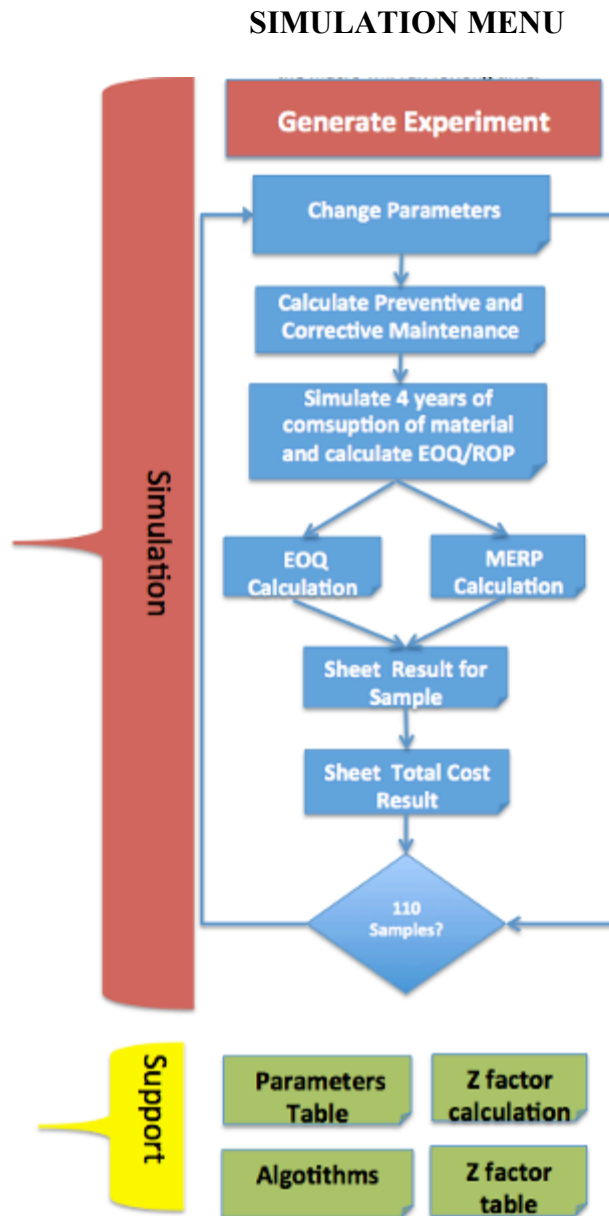 SIMULATION MENU
Generate Experiment
Change Parameters
Calculate Preventive and
Corrective Maintenance
Simulate 4 years of
comsuption of material
and calculate EOQ/ROP
EOQ
Calculation
MERP
Calculation
Sheet Result for
Sample
Sheet Total Cost
Result
110
Samples?
Simulation
Support
Parameters
Table
Z factor
calculation
Algotithms
Z factor
table